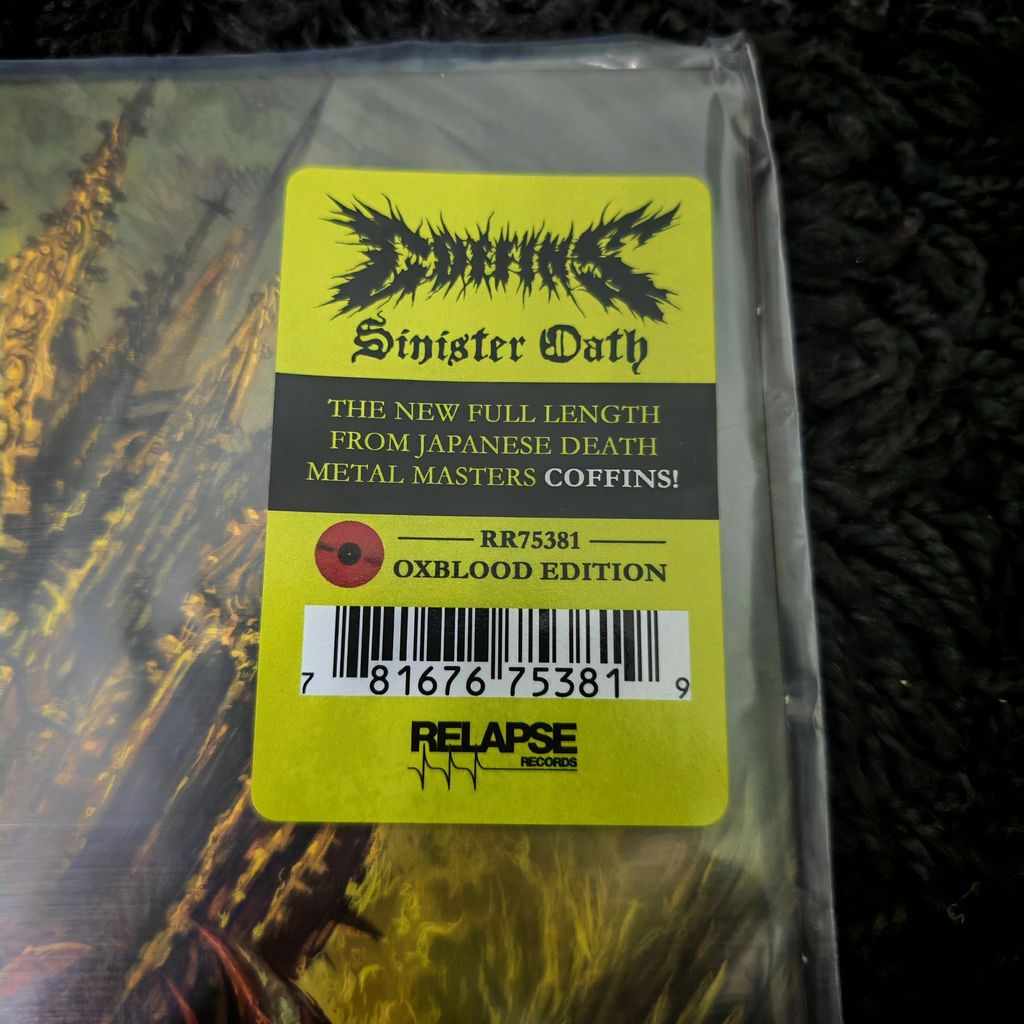 COFFINS
Sinister Oath
THE NEW FULL LENGTH
FROM JAPANESE DEATH
METAL MASTERS COFFINS!
RR75381
OXBLOOD EDITION
7 81676 75381 9
RELAPSE
RECORDS